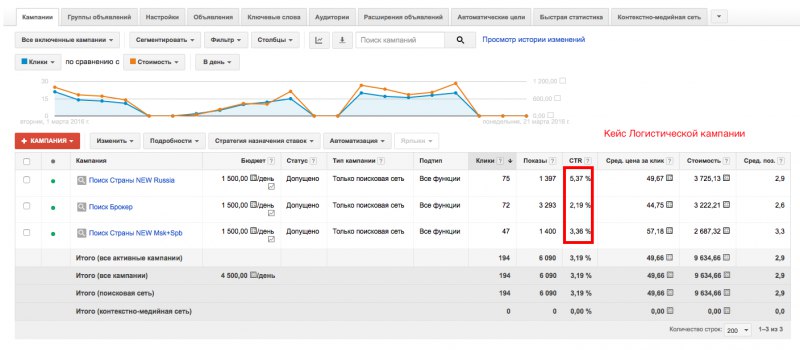 Кампании Группы объявлений Настройки Объявления Ключевые слова Аудитории Расширения объявлений Автоматические цели Быстрая статистика Контекстно-медийная сеть
Все включенные кампании Сегментировать Фильтр Столбцы Поиск кампаний Просмотр истории изменений
Клики по сравнению с Стоимость В день
30 1 200,00
15 600,00
вторник, 1 марта 2016 г. понедельник, 21 марта 2016 г.
Кейс Логистической кампании
+ КАМПАНИЯ Изменить Подробности Стратегия назначения ставок Автоматизация Ярлыки
Кампания Бюджет ? Статус ? Тип кампании ? Подтип Клики ? Показы ? CTR ? Сред. цена за клик ? Стоимость ? Сред. поз. ?
Поиск Страны NEW Russia 1 500,00 /день Допущено Только поисковая сеть Все функции 75 1 397 5,37 % 49,67 3 725,13 2,9
Поиск Брокер 1 500,00 /день Допущено Только поисковая сеть Все функции 72 3 293 2,19 % 44,75 3 222,21 2,6
Поиск Страны NEW Msk+Spb 1 500,00 /день Допущено Только поисковая сеть Все функции 47 1 400 3,36 % 57,18 2 687,32 3,3
Итого (все активные кампании) 194 6 090 3,19 % 49,66 9 634,66 2,9
Итого (все кампании) 4 500,00 /день 194 6 090 3,19 % 49,66 9 634,66 2,9
Итого (поисковая сеть) 194 6 090 3,19 % 49,66 9 634,66 2,9
Итого (контекстно-медийная сеть) 0 0 0,00 % 0,00 0,00 0
Количество строк: 200 1–3 из 3